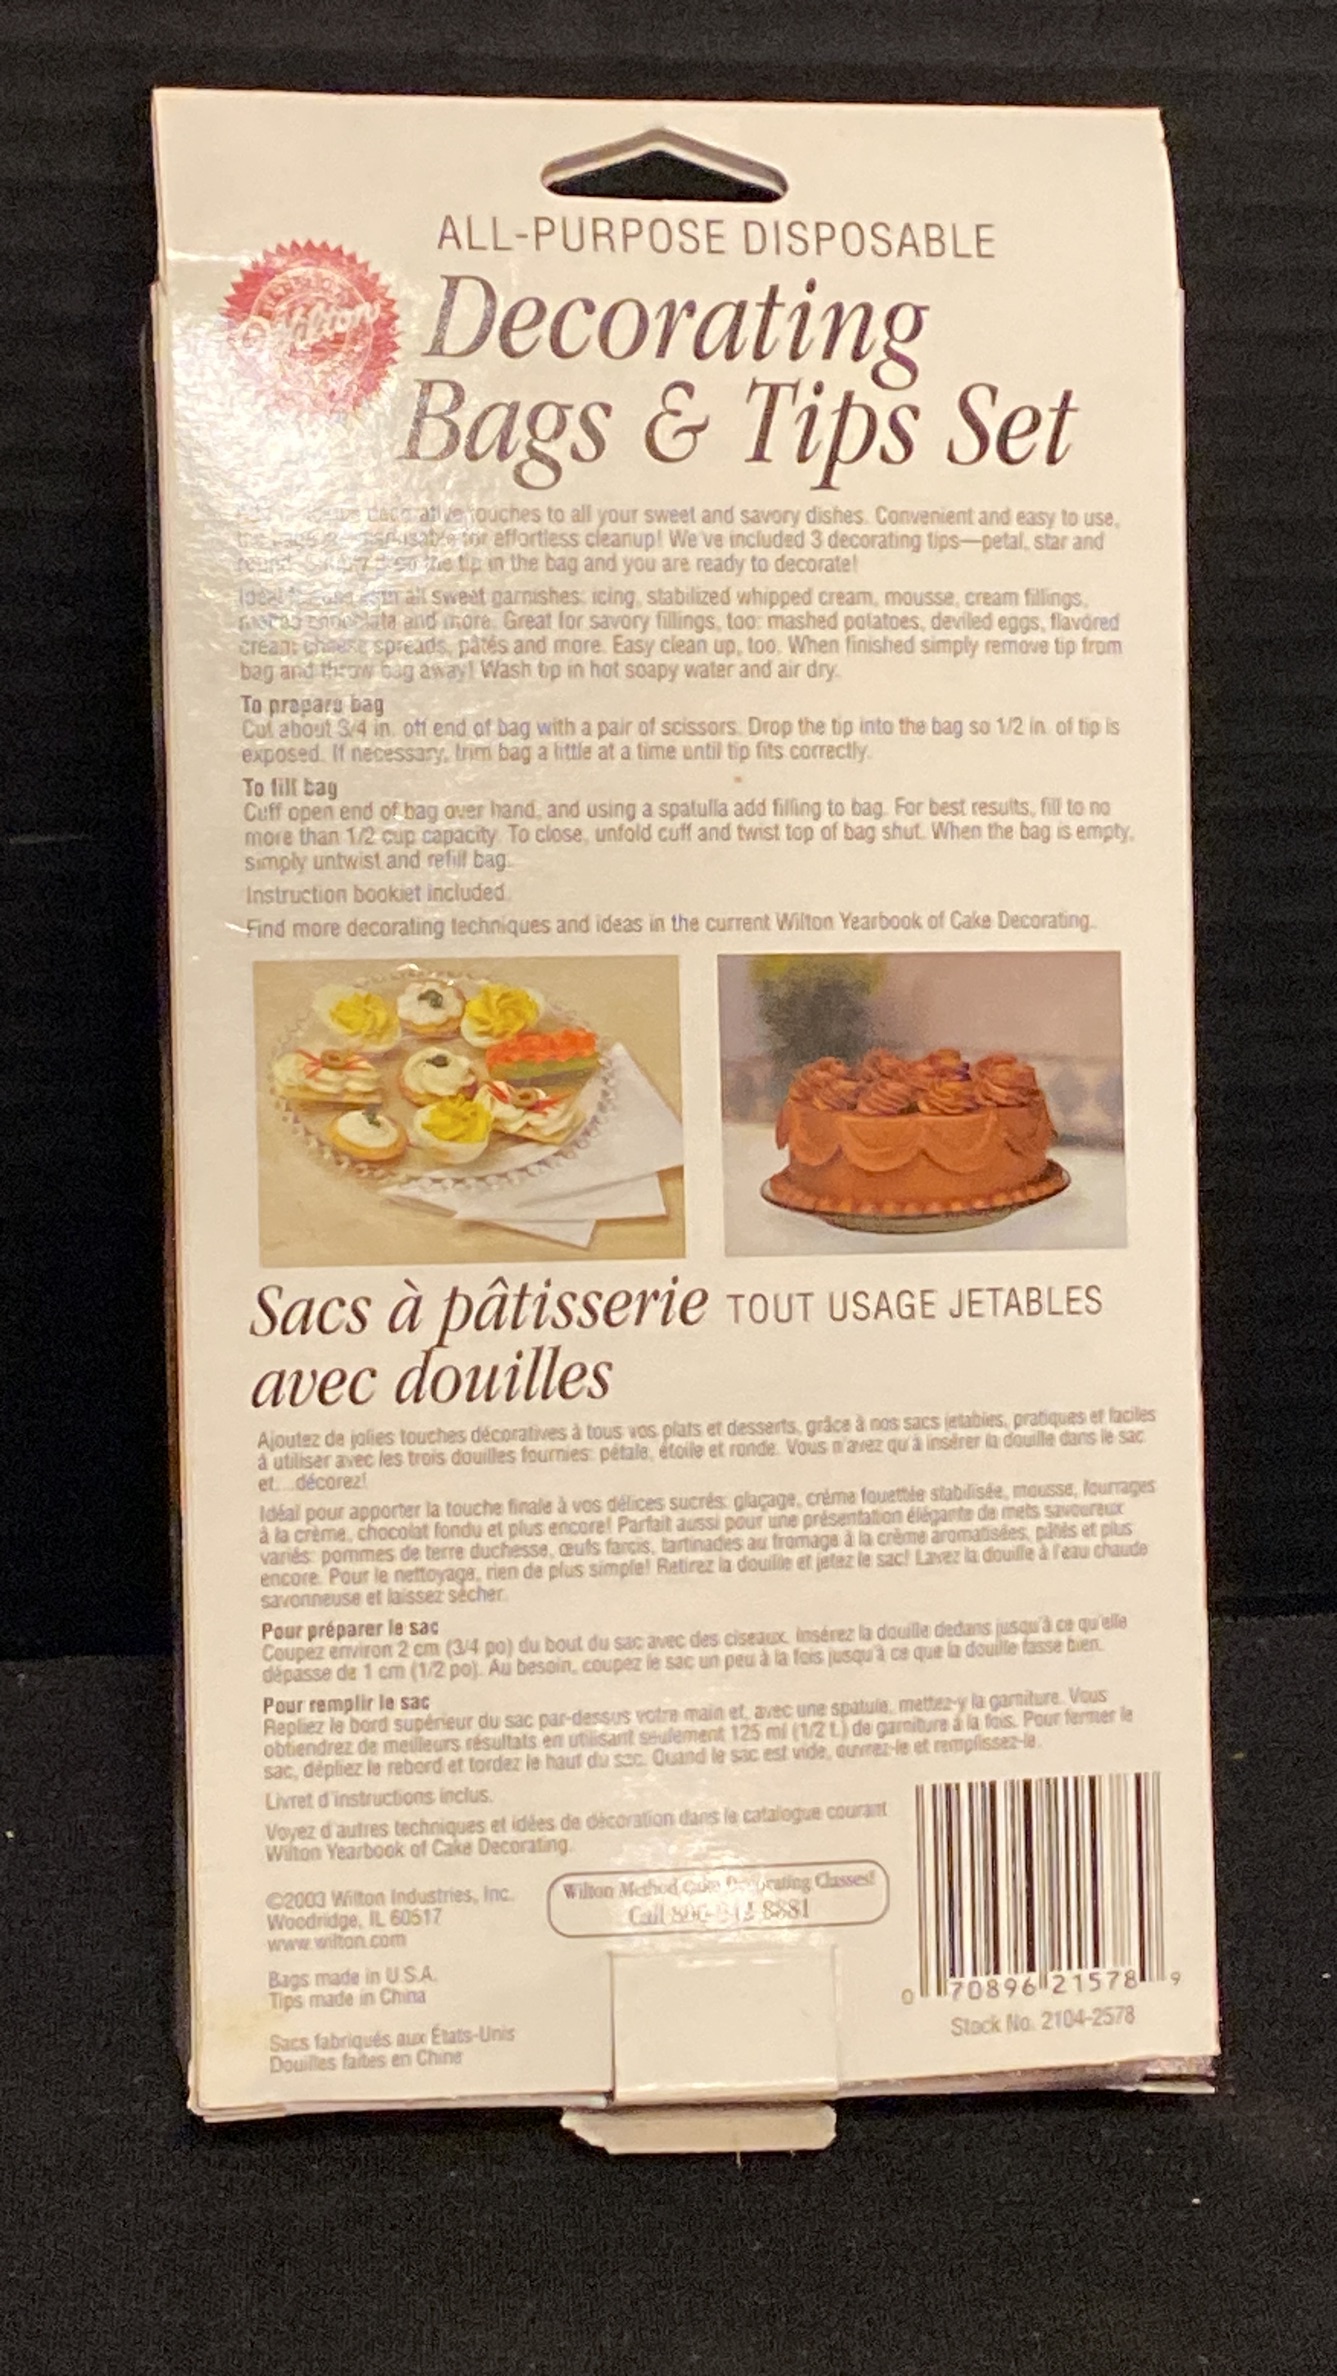 ALL-PURPOSE DISPOSABLE
Wilton
Decorating
Bags & Tips Set
touches to all your sweet and savory dishes. Convenient and easy to use,
for effortless cleanup! We've included 3 decorating tips—petal, star and
the tip in the bag and you are ready to decorate!
all sweet garnishes: icing, stabilized whipped cream, mousse, cream fillings,
and more. Great for savory fillings, too: mashed potatoes, deviled eggs, flavored
cream cheese spreads, pâtés and more. Easy clean up, too. When finished simply remove tip from
bag and throw bag away! Wash tip in hot soapy water and air dry.
To prepare bag
Cut about 3/4 in. off end of bag with a pair of scissors. Drop the tip into the bag so 1/2 in. of tip is
exposed. If necessary, trim bag a little at a time until tip fits correctly.
To fill bag
Cuff open end of bag over hand, and using a spatulla add filling to bag. For best results, fill to no
more than 1/2 cup capacity. To close, unfold cuff and twist top of bag shut. When the bag is empty,
simply untwist and refill bag.
Instruction booklet included.
Find more decorating techniques and ideas in the current Wilton Yearbook of Cake Decorating.
Sacs à pâtisserie TOUT USAGE JETABLES
avec douilles
Ajoutez de jolies touches décoratives à tous vos plats et desserts, grâce à nos sacs jetables, pratiques et faciles
à utiliser avec les trois douilles fournies: pétale, étoile et ronde. Vous n'avez qu'à insérer la douille dans le sac
et... décorez!
Idéal pour apporter la touche finale à vos délices sucrés: glaçage, crème fouettée stabilisée, mousse, fourrages
à la crème, chocolat fondu et plus encore! Parfait aussi pour une présentation élégante de mets savoureux
variés: pommes de terre duchesse, œufs farcis, tartinades au fromage à la crème aromatisées, pâtés et plus
encore. Pour le nettoyage, rien de plus simple! Retirez la douille et jetez le sac! Lavez la douille à l'eau chaude
savonneuse et laissez sécher.
Pour préparer le sac
Coupez environ 2 cm (3/4 po) du bout du sac avec des ciseaux. Insérez la douille dedans jusqu'à ce qu'elle
dépasse de 1 cm (1/2 po). Au besoin, coupez le sac un peu à la fois jusqu'à ce que la douille fasse bien.
Pour remplir le sac
Repliez le bord supérieur du sac par-dessus votre main et, avec une spatule, mettez-y la garniture. Vous
obtiendrez de meilleurs résultats en utilisant seulement 125 ml (1/2 t.) de garniture à la fois. Pour fermer le
sac, dépliez le rebord et tordez le haut du sac. Quand le sac est vide, ouvrez-le et remplissez-le.
Livret d'instructions inclus.
Voyez d'autres techniques et idées de décoration dans le catalogue courant
Wilton Yearbook of Cake Decorating.
©2003 Wilton Industries, Inc.
Woodridge, IL 60517
www.wilton.com
Wilton Method Cake Decorating Classes!
Call 8881
Bags made in U.S.A.
Tips made in China
Sacs fabriqués aux États-Unis
Douilles faites en Chine
0 70896 21578 9
Stock No. 2104-2578